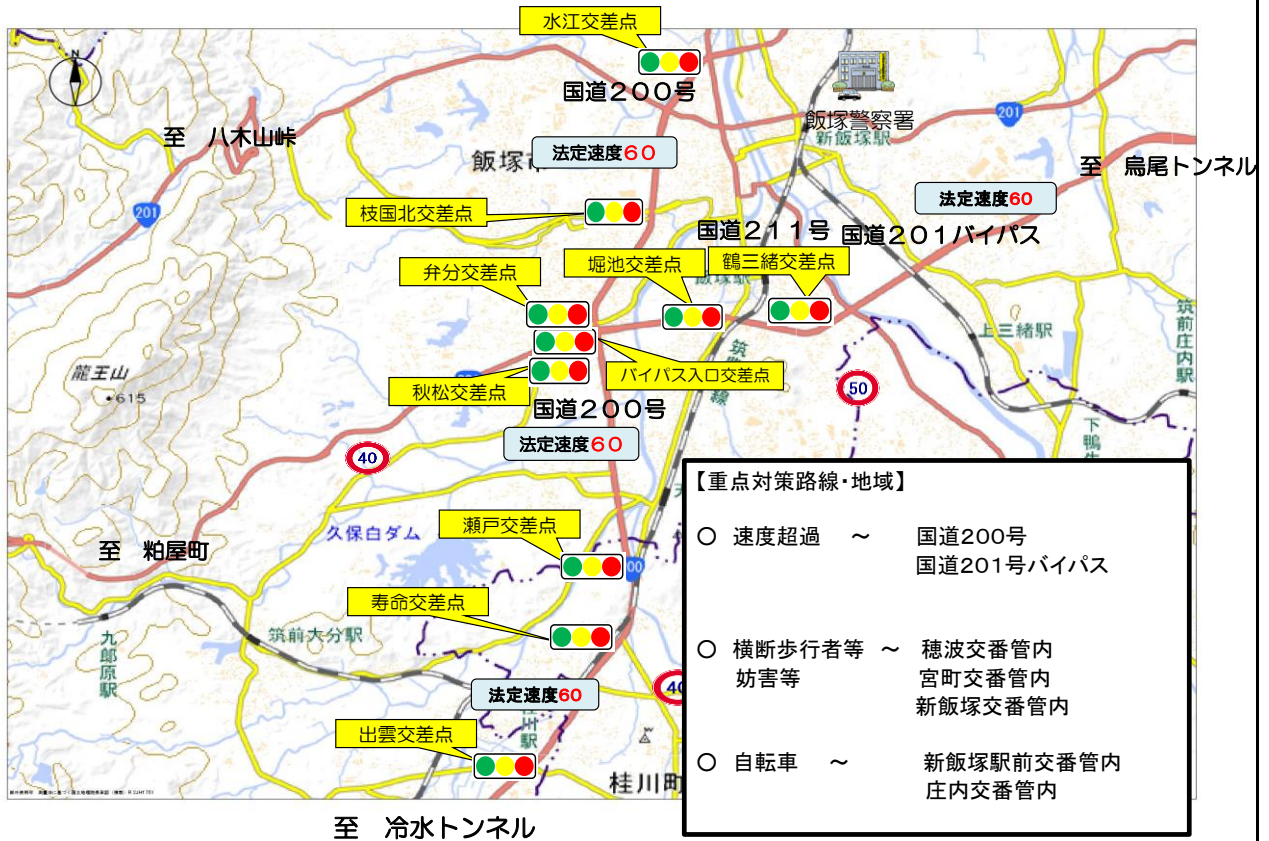 水江交差点
N
国道200号
飯塚警察署
新飯塚駅
201
至 八木山峠
飯塚市
法定速度60
至 烏尾トンネル
法定速度60
201
枝国北交差点
国道211号
国道201バイパス
弁分交差点
堀池交差点
鶴三緒交差点
飯塚駅
筑前庄内駅
上三緒駅
バイパス入口交差点
龍王山
・615
秋松交差点
50
国道200号
法定速度60
40
瀬戸交差点
久保白ダム
至 粕屋町
寿命交差点
筑前大分駅
九郎原駅
法定速度60
40
出雲交差点
桂川町
至 冷水トンネル
【重点対策路線・地域】
○ 速度超過 ~ 国道200号
国道201号バイパス
○ 横断歩行者等 ~ 穂波交番管内
妨害等 宮町交番管内
新飯塚交番管内
○ 自転車 ~ 新飯塚駅前交番管内
庄内交番管内